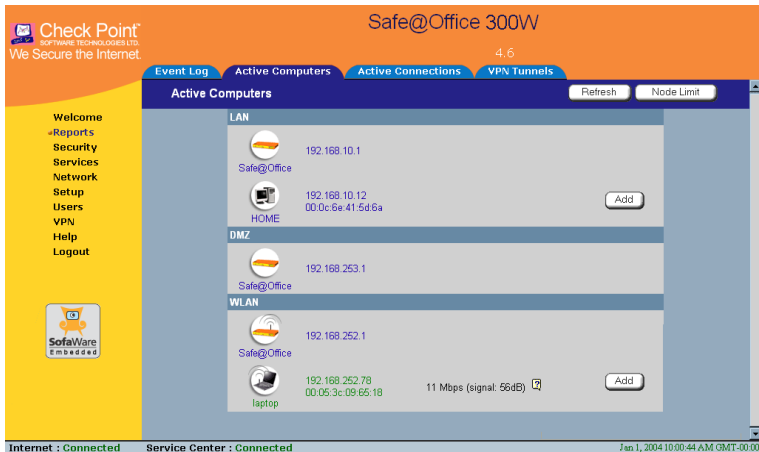 Check Point
SOFTWARE TECHNOLOGIES LTD.
We Secure the Internet.
Safe@Office 300W
4.6
Event Log
Active Computers
Active Connections
VPN Tunnels
Active Computers
Refresh
Node Limit
Welcome
Reports
Security
Services
Network
Setup
Users
VPN
Help
Logout
SofaWare
Embedded
LAN
192.168.10.1
Safe@Office
192.168.10.12
00:0c:6e:41:5d:6a
HOME
Add
DMZ
192.168.253.1
Safe@Office
WLAN
192.168.252.1
Safe@Office
192.168.252.78
00:05:3c:09:65:18
laptop
11 Mbps (signal: 56dB) ?
Add
Internet : Connected
Service Center : Connected
Jan 1, 2004 10:00:44 AM GMT-00:00